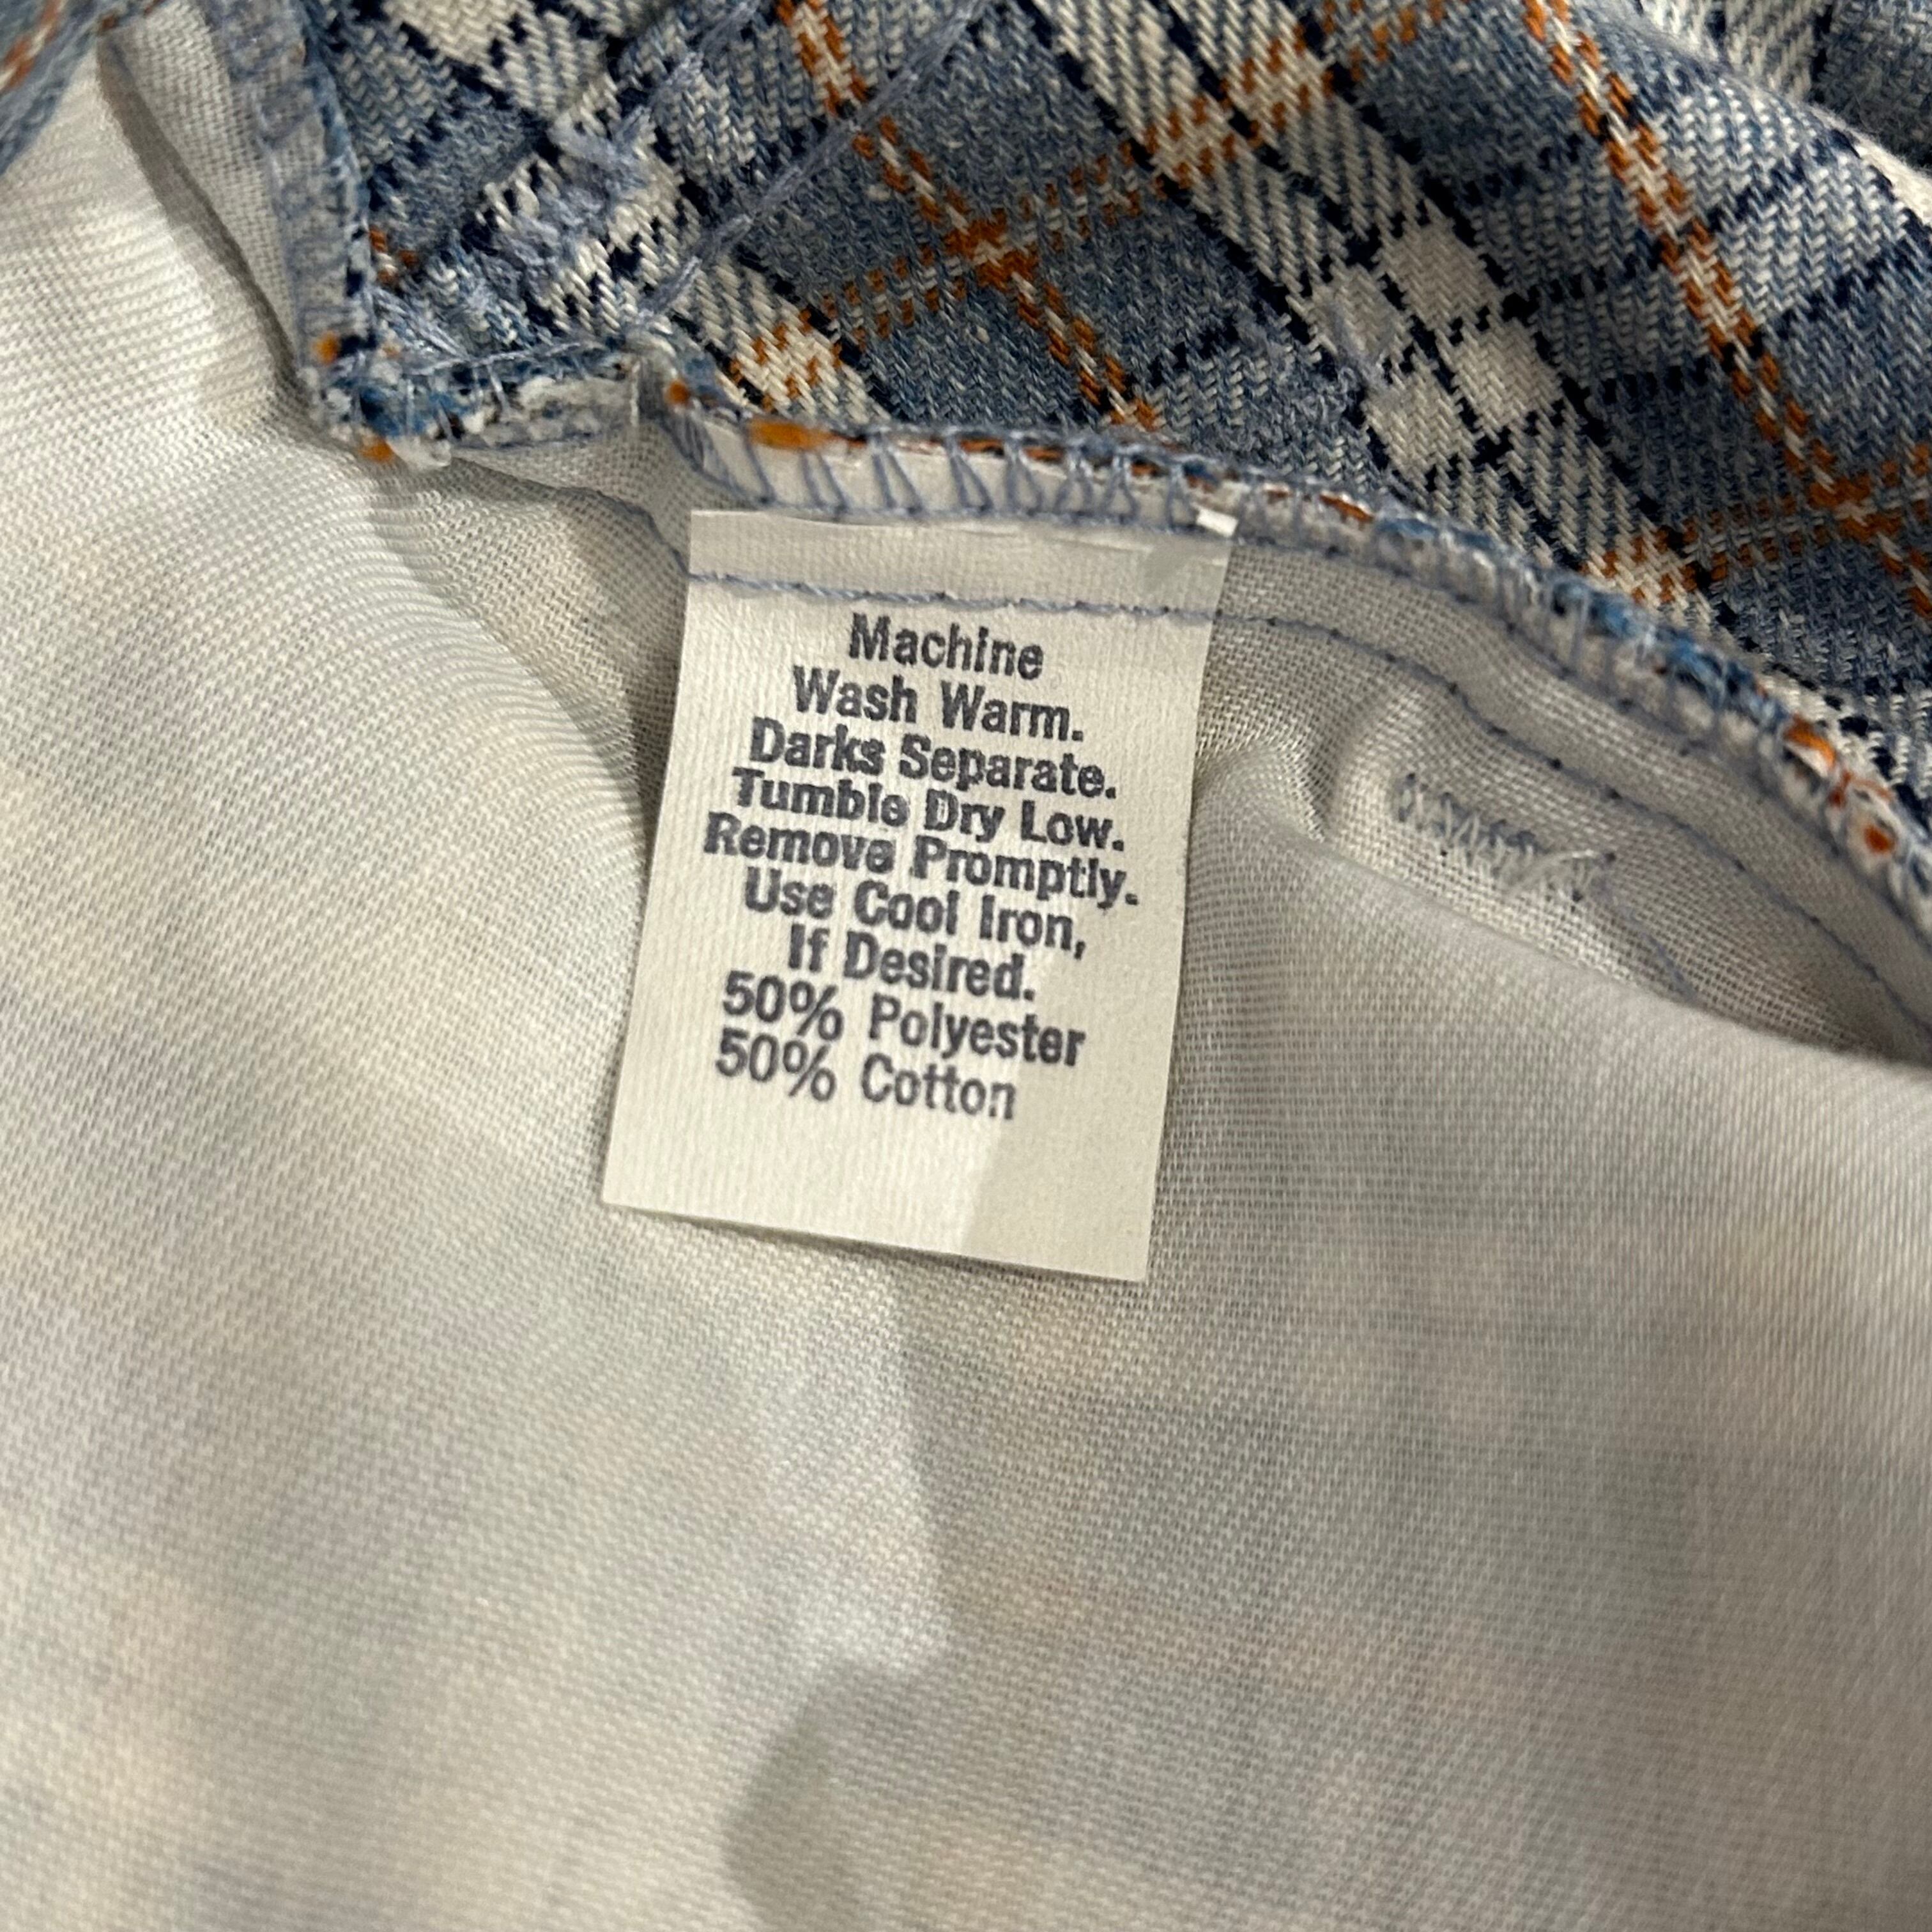 Machine
Wash Warm.
Darks Separate.
Tumble Dry Low.
Remove Promptly.
Use Cool Iron,
If Desired.
50% Polyester
50% Cotton